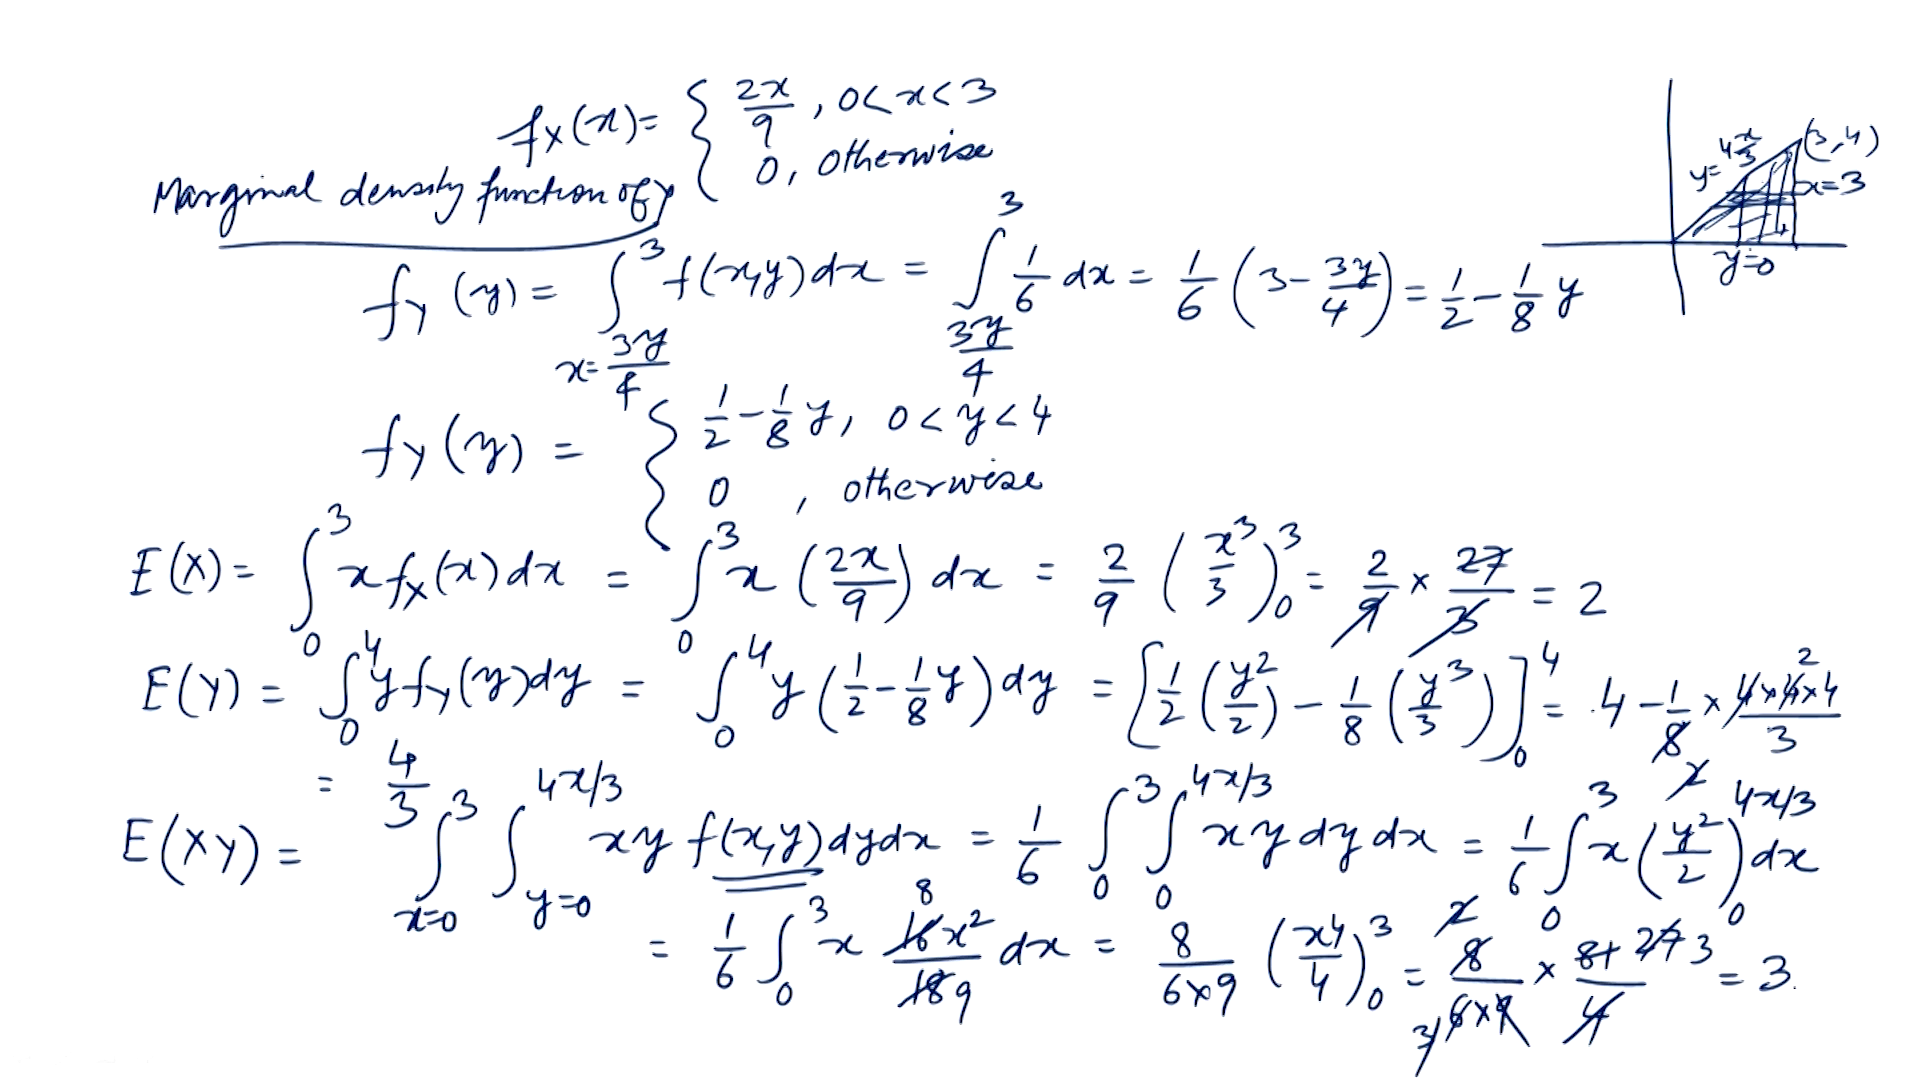 fX(x) = { 2x/9 , 0<x<3
0, otherwise
Marginal density function of y
y = 4x/3 (3,4)
x=3
y=0
fY(y) = ∫_{x=3y/4}^{3} f(x,y) dx = ∫_{3y/4}^{3} 1/6 dx = 1/6 (3 - 3y/4) = 1/2 - 1/8 y
fY(y) = { 1/2 - 1/8 y, 0<y<4
0 , otherwise
E(X) = ∫_0^3 x fX(x) dx = ∫_0^3 x (2x/9) dx = 2/9 (x^3/3)_0^3 = 2/9 × 27/3 = 2
E(Y) = ∫_0^4 y fY(y) dy = ∫_0^4 y (1/2 - 1/8 y) dy = [1/2 (y^2/2) - 1/8 (y^3/3)]_0^4 = 4 - 1/8 × 4×4×4/3
= 4/3
E(XY) = ∫_{x=0}^{3} ∫_{y=0}^{4x/3} xy f(x,y) dy dx = 1/6 ∫_0^3 ∫_0^{4x/3} xy dy dx = 1/6 ∫_0^3 x (y^2/2)_0^{4x/3} dx
= 1/6 ∫_0^3 x 16x^2/18 dx = 8/6×9 (x^4/4)_0^3 = 8/6×9 × 81/4 = 3.